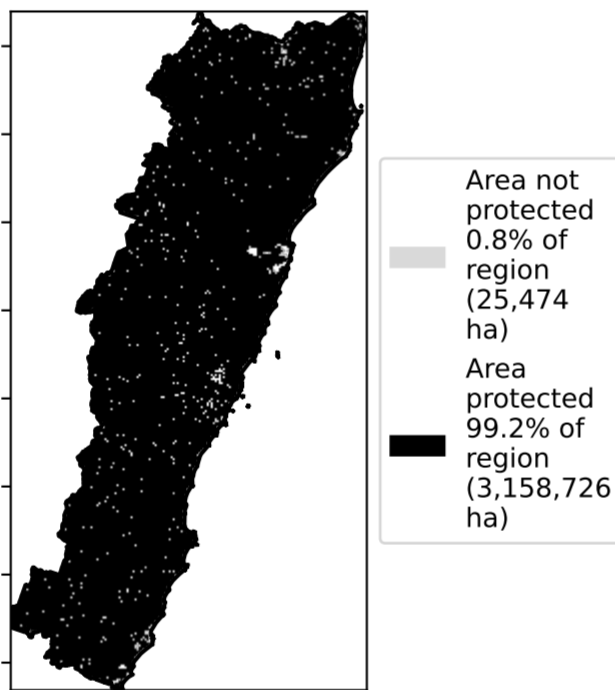 Area not
protected
0.8% of
region
(25,474
ha)
Area
protected
99.2% of
region
(3,158,726
ha)